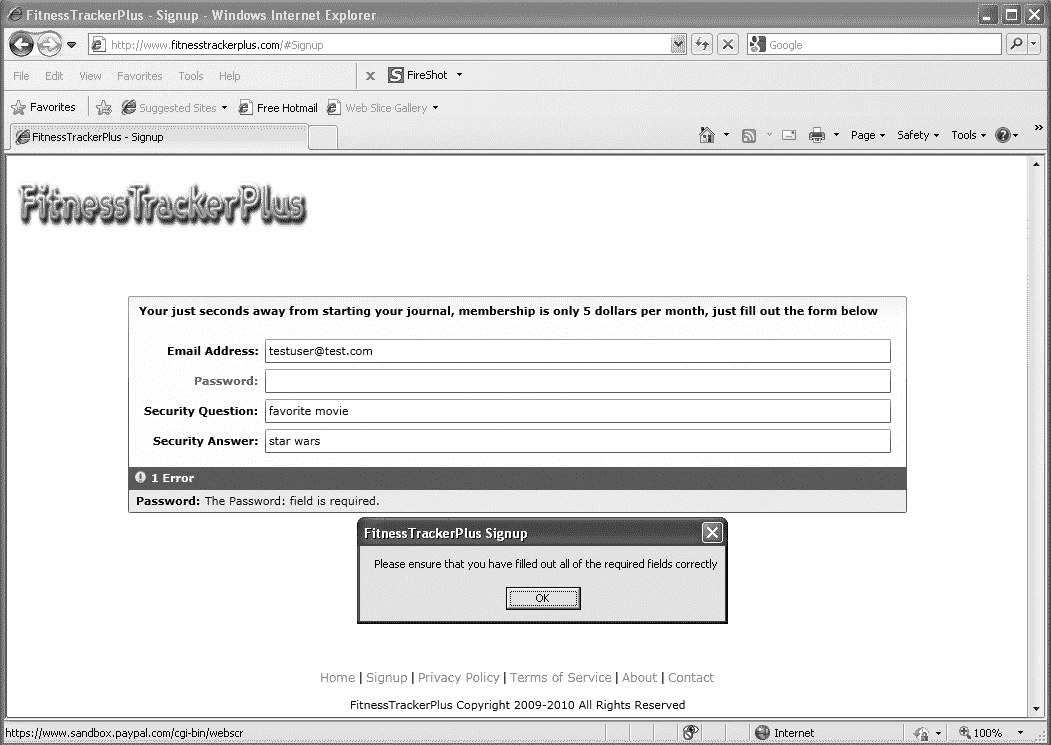 FitnessTrackerPlus - Signup - Windows Internet Explorer
http://www.fitnesstrackerplus.com/#Signup
Google
File Edit View Favorites Tools Help
x FireShot
Favorites Suggested Sites Free Hotmail Web Slice Gallery
FitnessTrackerPlus - Signup
Page Safety Tools
FitnessTrackerPlus
Your just seconds away from starting your journal, membership is only 5 dollars per month, just fill out the form below
Email Address: testuser@test.com
Password:
Security Question: favorite movie
Security Answer: star wars
1 Error
Password: The Password: field is required.
FitnessTrackerPlus Signup
Please ensure that you have filled out all of the required fields correctly
OK
Home | Signup | Privacy Policy | Terms of Service | About | Contact
FitnessTrackerPlus Copyright 2009-2010 All Rights Reserved
https://www.sandbox.paypal.com/cgi-bin/webscr
Internet
100%